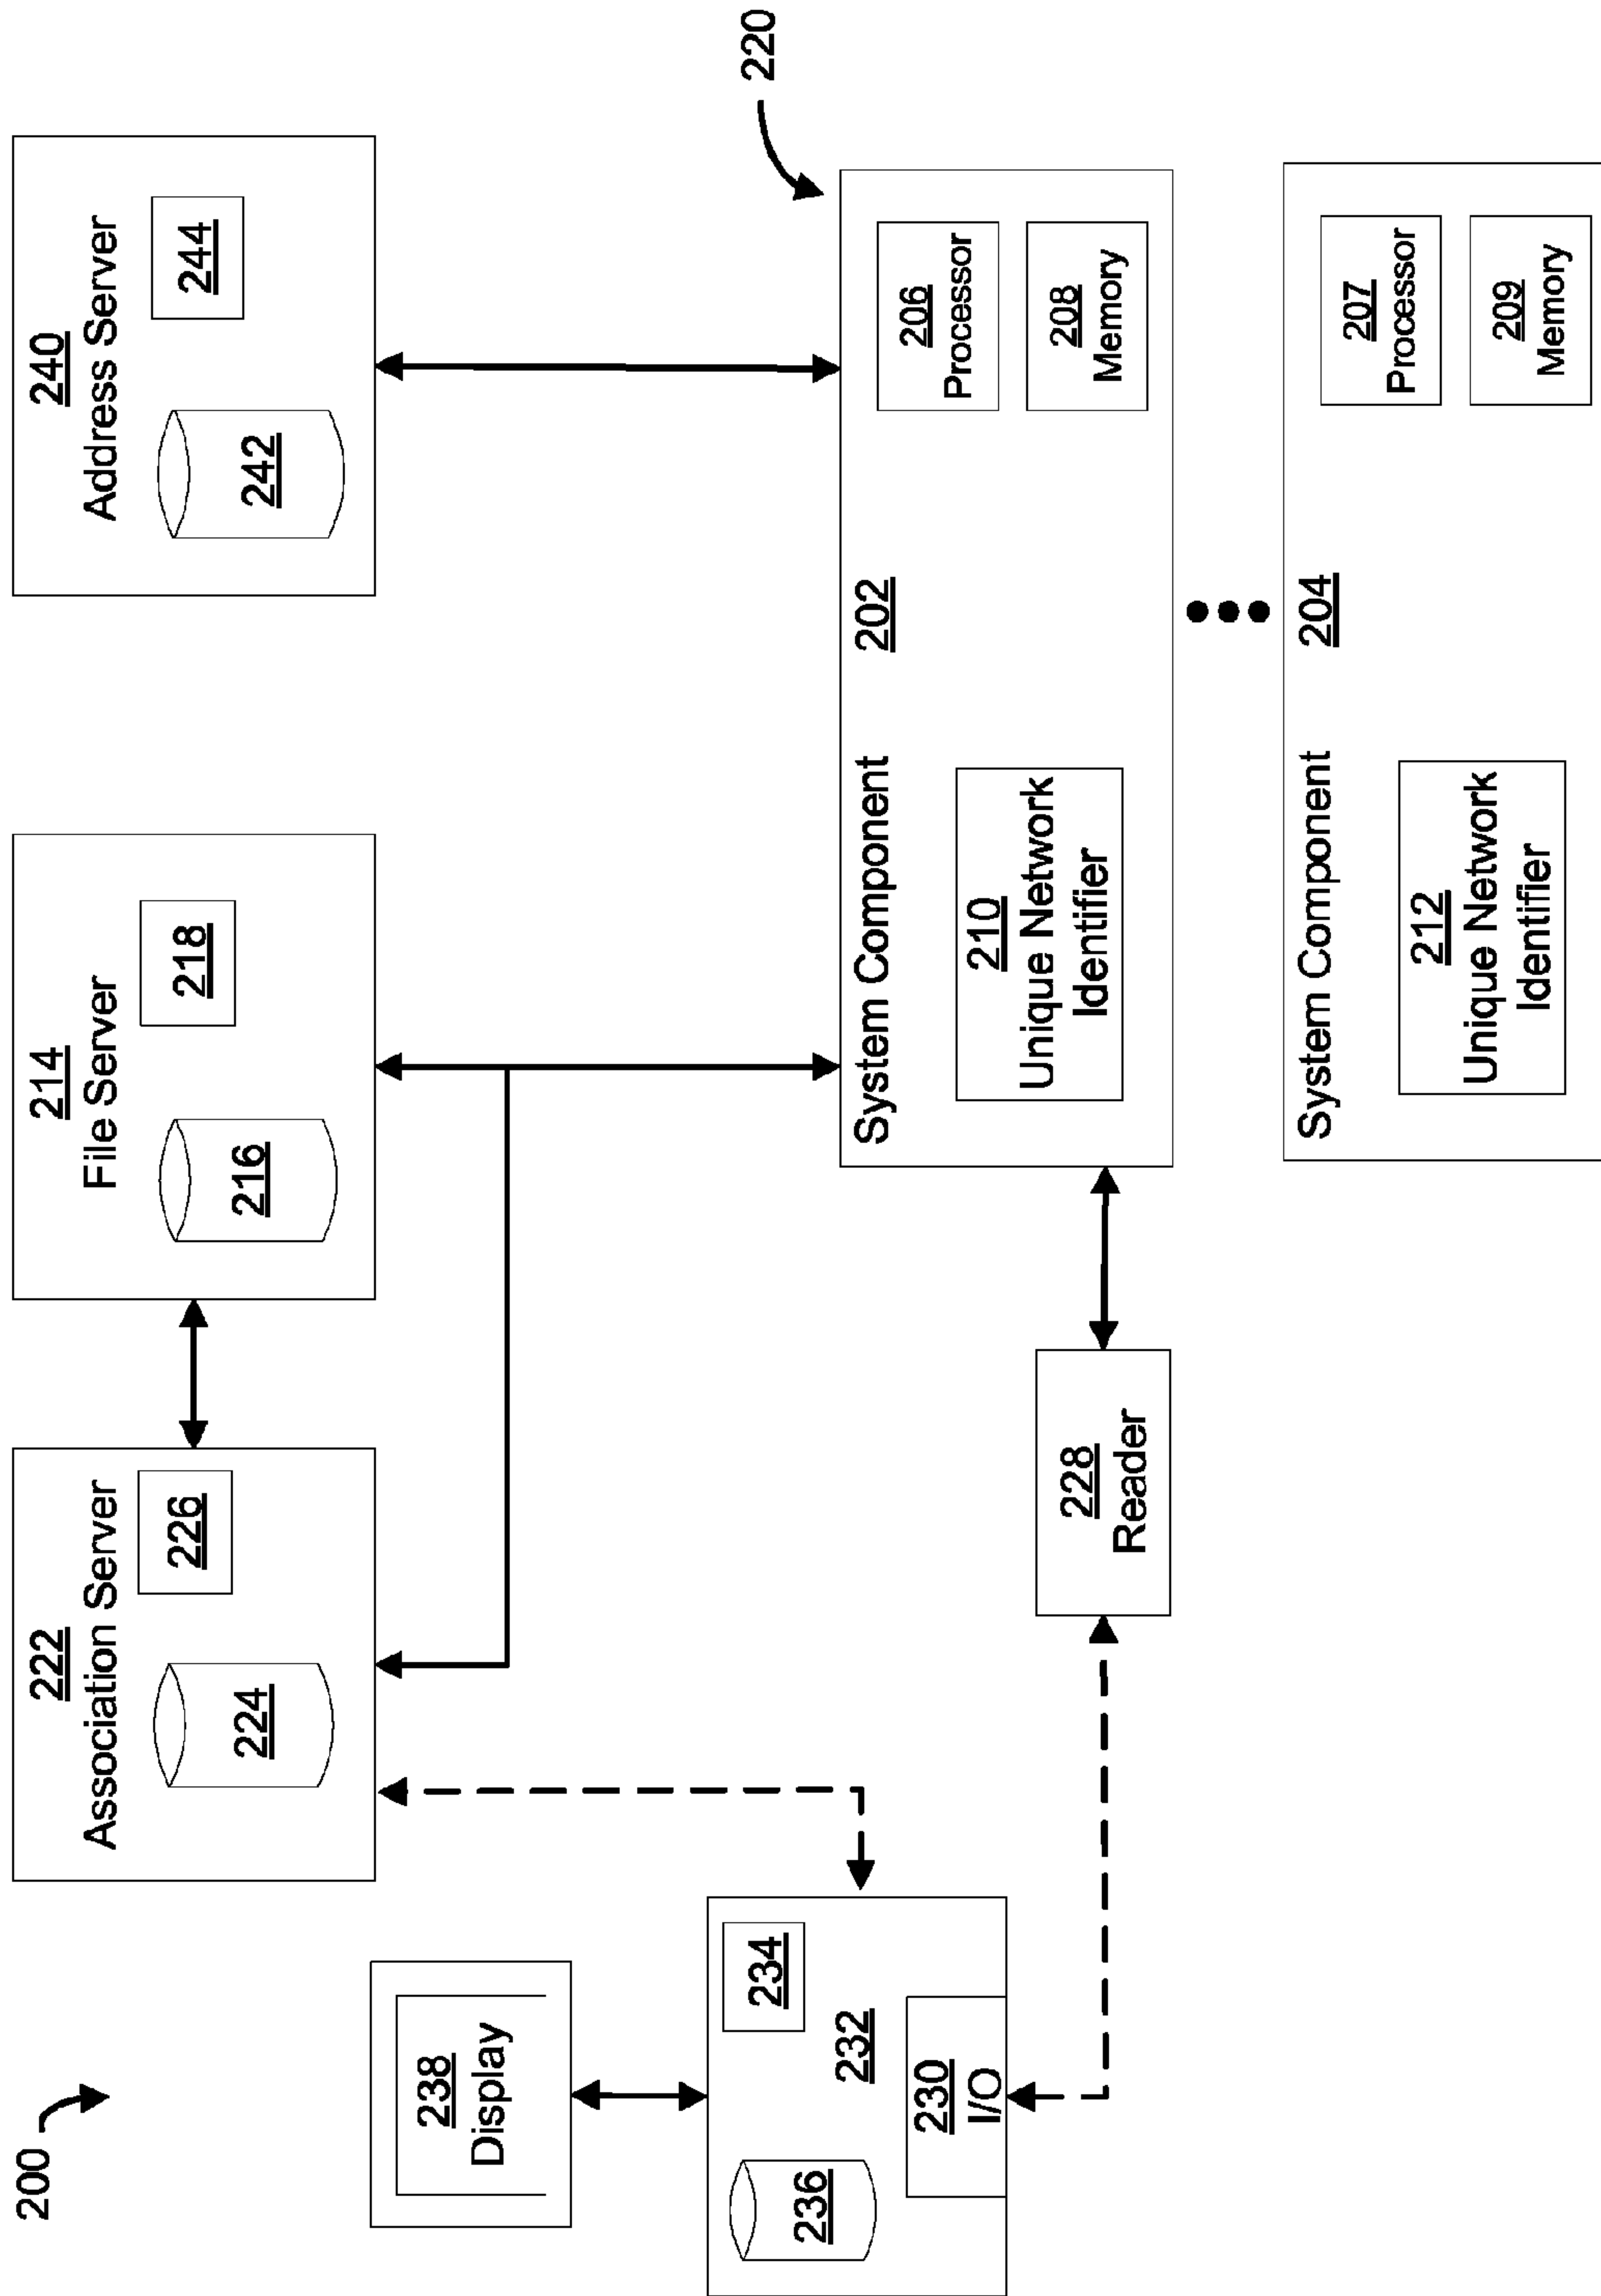 200
222
Association Server
224
226
214
File Server
216
218
240
Address Server
242
244
238
Display
236
234
232
230
I/O
228
Reader
220
System Component 202
210
Unique Network
Identifier
206
Processor
208
Memory
System Component 204
212
Unique Network
Identifier
207
Processor
209
Memory